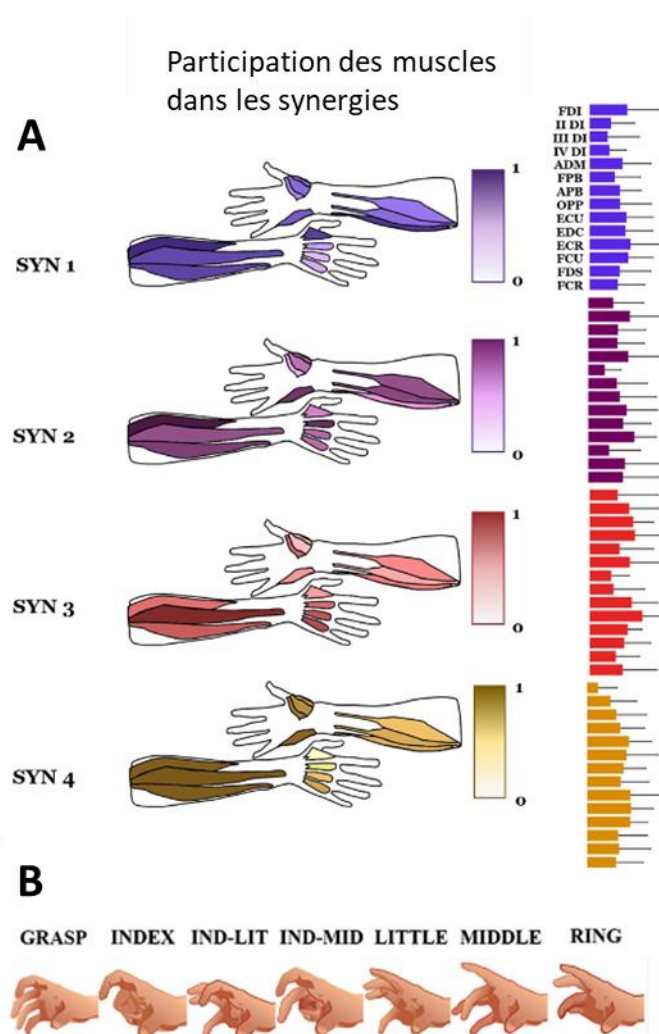 Participation des muscles
dans les synergies
A
SYN 1
1
0
SYN 2
1
0
SYN 3
1
0
SYN 4
1
0
FDI
II DI
III DI
IV DI
ADM
FPB
APB
OPP
ECU
EDC
ECR
FCU
FDS
FCR
B
GRASP INDEX IND-LIT IND-MID LITTLE MIDDLE RING